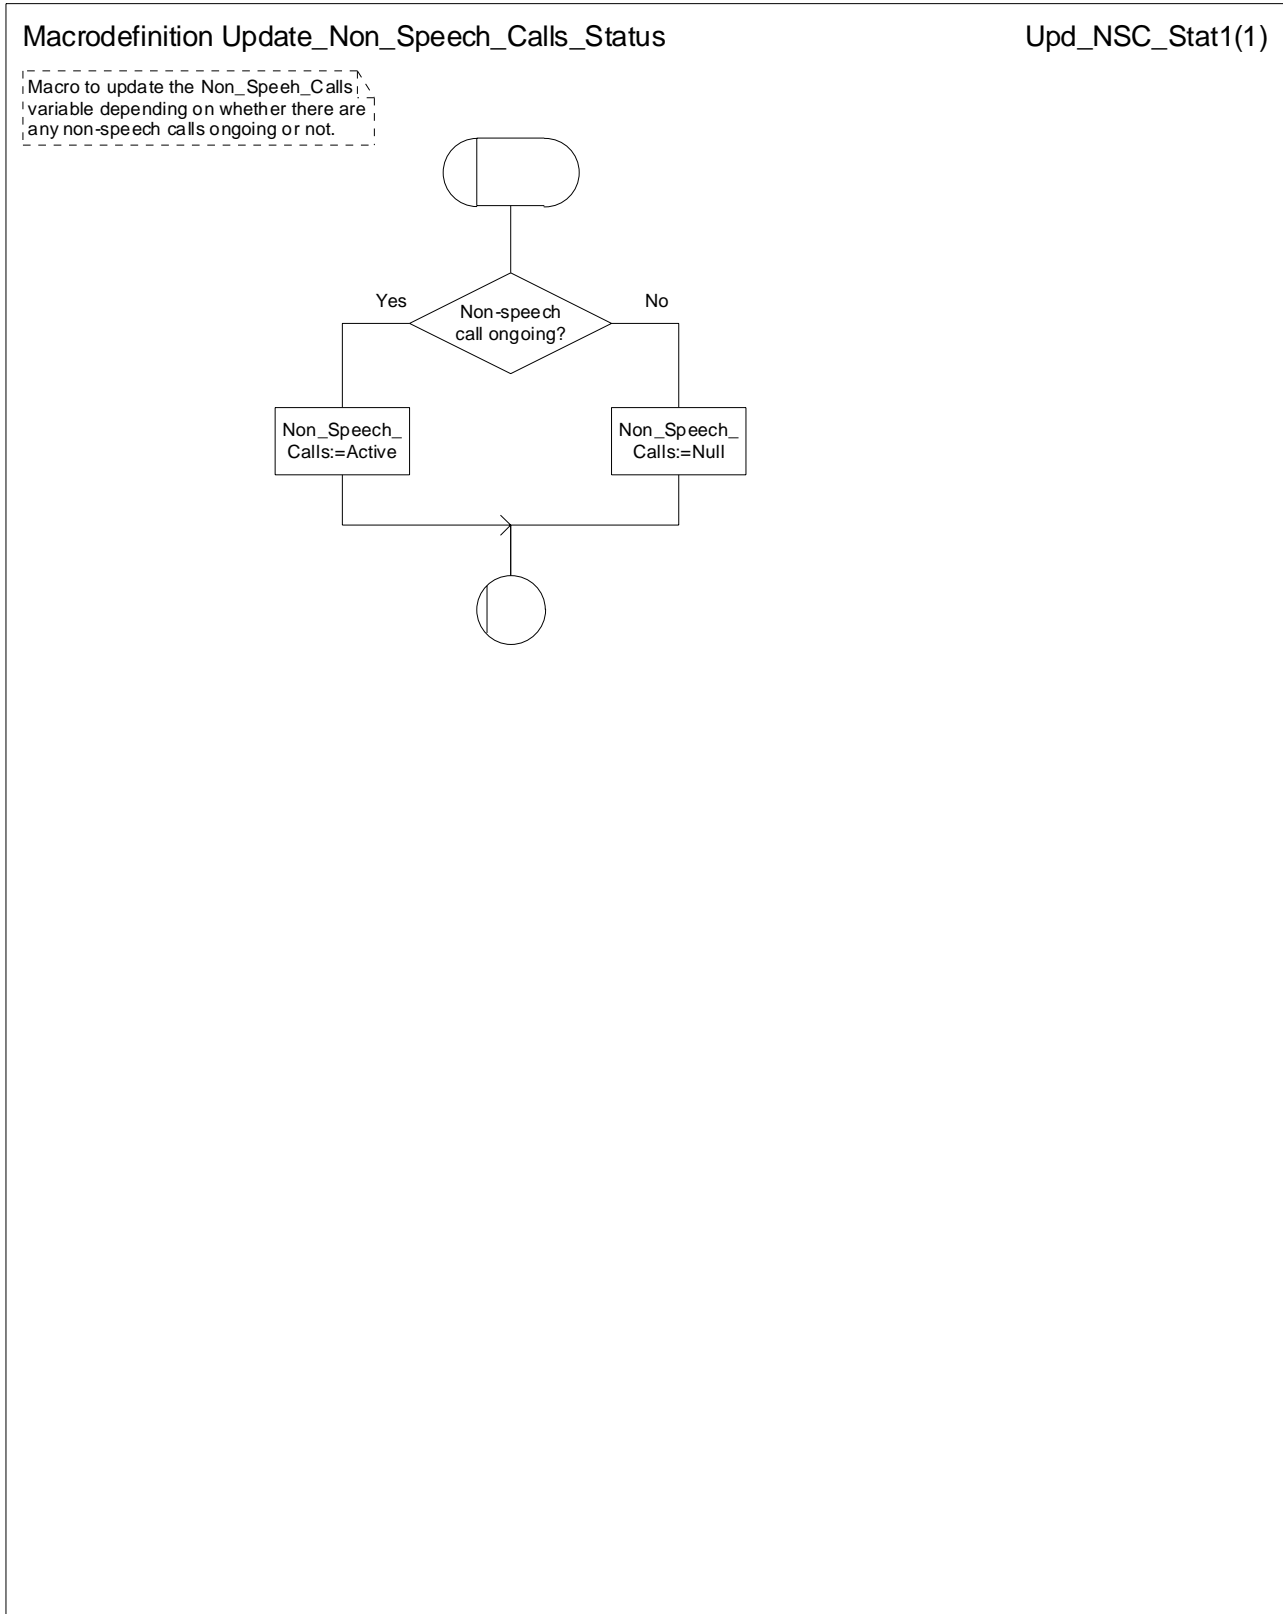 Macrodefinition Update_Non_Speech_Calls_Status
Upd_NSC_Stat1(1)
Macro to update the Non_Speeh_Calls
variable depending on whether there are
any non-speech calls ongoing or not.
Yes
No
Non-speech
call ongoing?
Non_Speech_
Calls:=Active
Non_Speech_
Calls:=Null